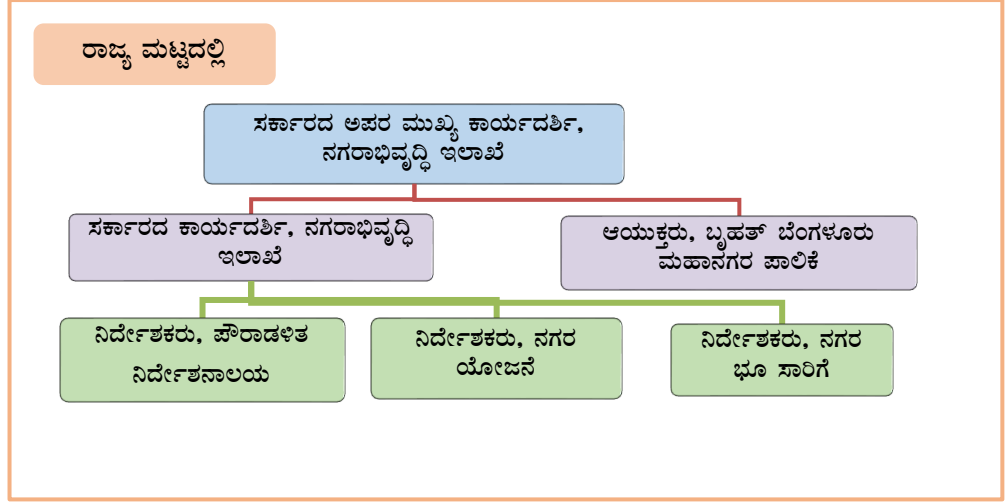 ರಾಜ್ಯ ಮಟ್ಟದಲ್ಲಿ
ಸರ್ಕಾರದ ಅಪರ ಮುಖ್ಯ ಕಾರ್ಯದರ್ಶಿ,
ನಗರಾಭಿವೃದ್ಧಿ ಇಲಾಖೆ
ಸರ್ಕಾರದ ಕಾರ್ಯದರ್ಶಿ, ನಗರಾಭಿವೃದ್ಧಿ
ಇಲಾಖೆ
ಆಯುಕ್ತರು, ಬೃಹತ್ ಬೆಂಗಳೂರು
ಮಹಾನಗರ ಪಾಲಿಕೆ
ನಿರ್ದೇಶಕರು, ಪೌರಾಡಳಿತ
ನಿರ್ದೇಶನಾಲಯ
ನಿರ್ದೇಶಕರು, ನಗರ
ಯೋಜನೆ
ನಿರ್ದೇಶಕರು, ನಗರ
ಭೂ ಸಾರಿಗೆ